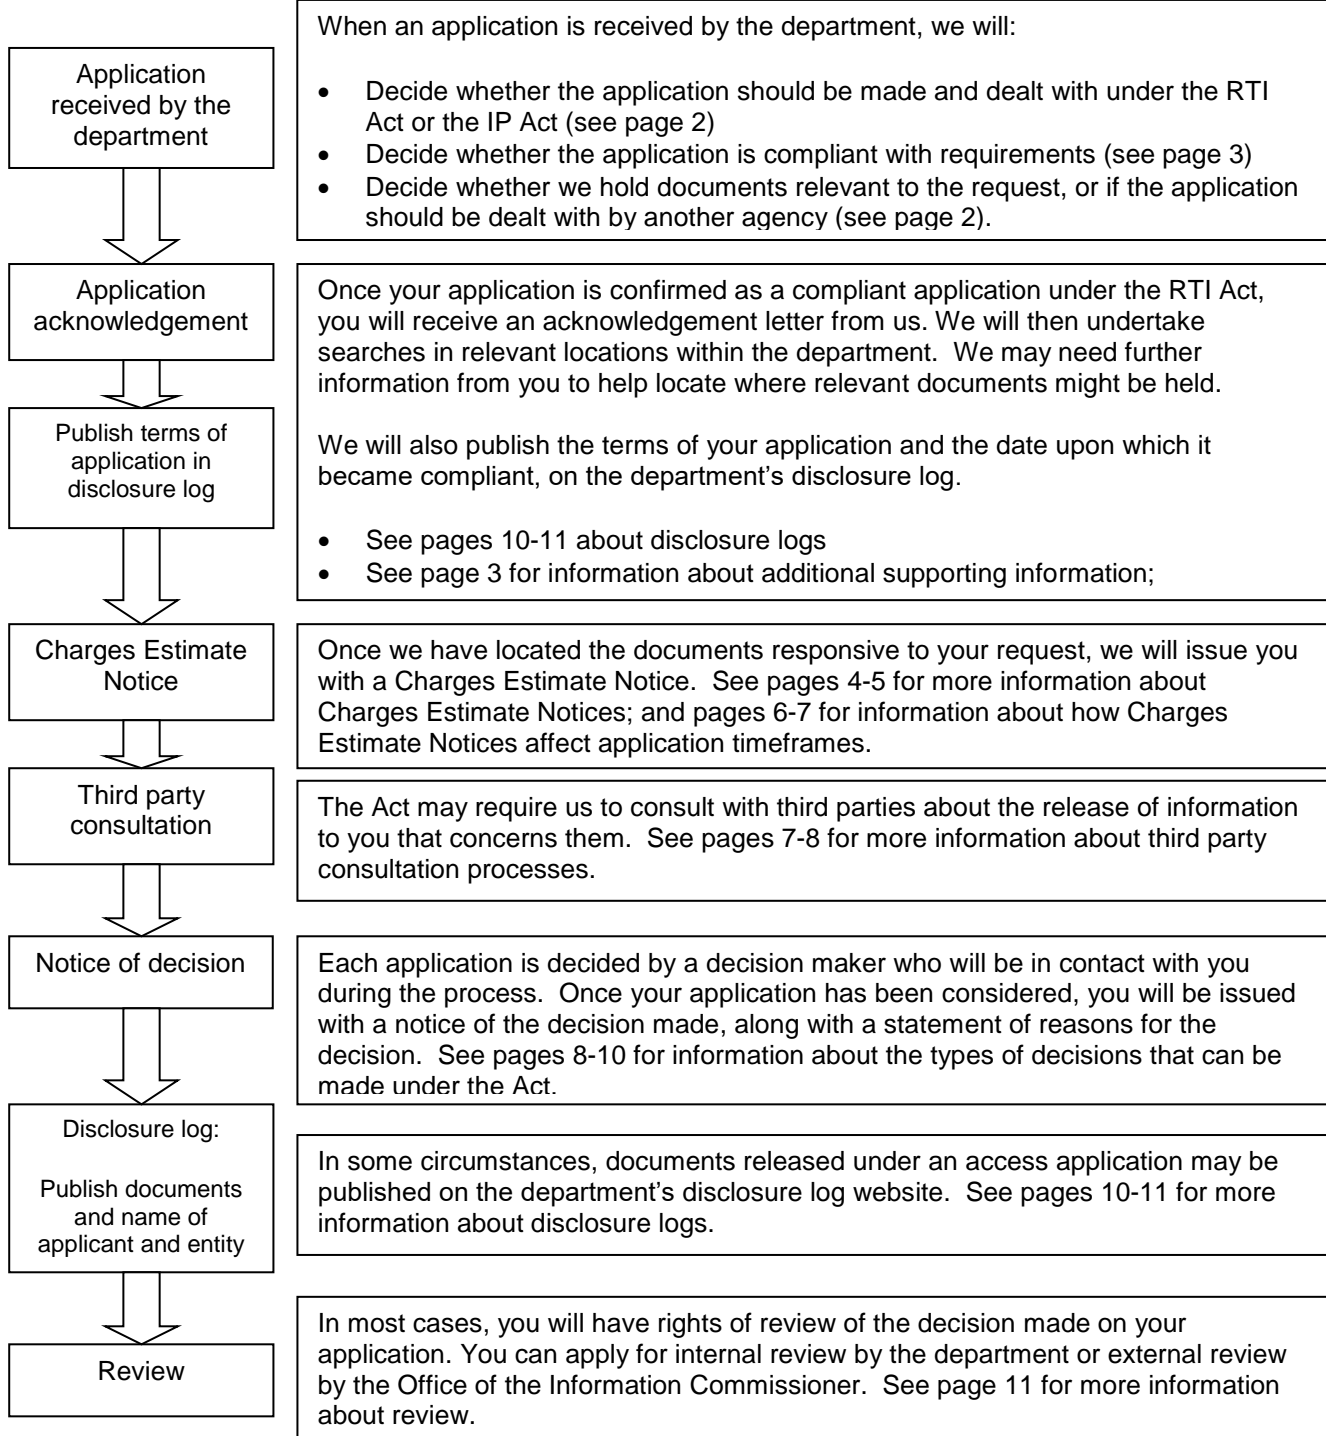 When an application is received by the department, we will:
Application
received by the
department
• Decide whether the application should be made and dealt with under the RTI
Act or the IP Act (see page 2)
• Decide whether the application is compliant with requirements (see page 3)
• Decide whether we hold documents relevant to the request, or if the application
should be dealt with by another agency (see page 2).
Application
acknowledgement
Once your application is confirmed as a compliant application under the RTI Act,
you will receive an acknowledgement letter from us. We will then undertake
searches in relevant locations within the department.  We may need further
information from you to help locate where relevant documents might be held.
Publish terms of
application in
disclosure log
We will also publish the terms of your application and the date upon which it
became compliant, on the department’s disclosure log.
• See pages 10-11 about disclosure logs
• See page 3 for information about additional supporting information;
Charges Estimate
Notice
Once we have located the documents responsive to your request, we will issue you
with a Charges Estimate Notice.  See pages 4-5 for more information about
Charges Estimate Notices; and pages 6-7 for information about how Charges
Estimate Notices affect application timeframes.
Third party
consultation
The Act may require us to consult with third parties about the release of information
to you that concerns them.  See pages 7-8 for more information about third party
consultation processes.
Notice of decision
Each application is decided by a decision maker who will be in contact with you
during the process.  Once your application has been considered, you will be issued
with a notice of the decision made, along with a statement of reasons for the
decision.  See pages 8-10 for information about the types of decisions that can be
made under the Act.
Disclosure log:
Publish documents
and name of
applicant and entity
In some circumstances, documents released under an access application may be
published on the department’s disclosure log website.  See pages 10-11 for more
information about disclosure logs.
Review
In most cases, you will have rights of review of the decision made on your
application. You can apply for internal review by the department or external review
by the Office of the Information Commissioner.  See page 11 for more information
about review.